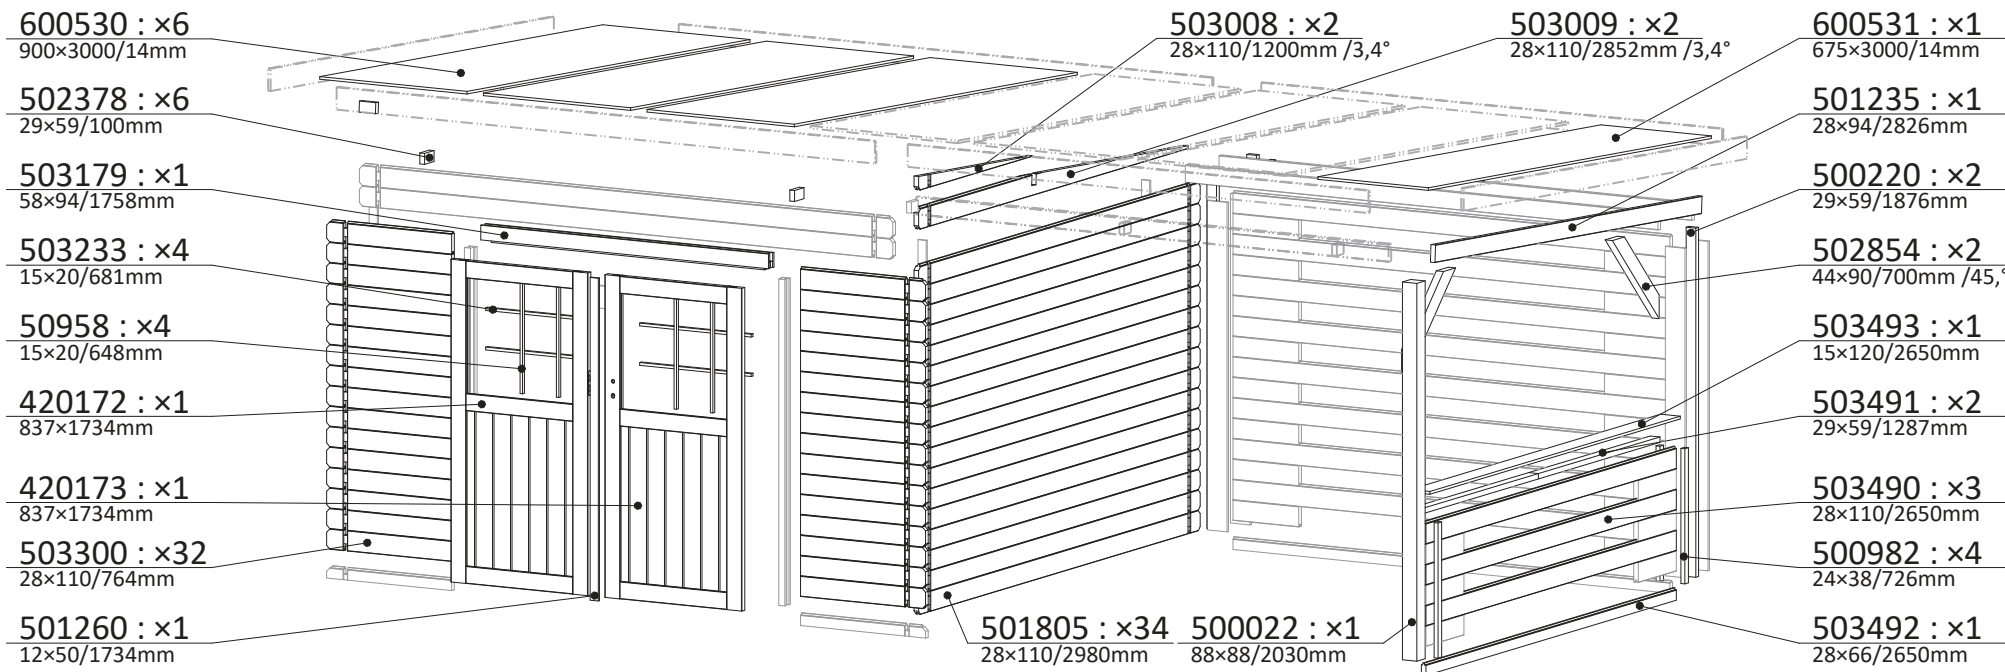 600530 : ×6
900×3000/14mm
502378 : ×6
29×59/100mm
503179 : ×1
58×94/1758mm
503233 : ×4
15×20/681mm
50958 : ×4
15×20/648mm
420172 : ×1
837×1734mm
420173 : ×1
837×1734mm
503300 : ×32
28×110/764mm
501260 : ×1
12×50/1734mm
503008 : ×2
28×110/1200mm /3,4°
503009 : ×2
28×110/2852mm /3,4°
501805 : ×34
28×110/2980mm
500022 : ×1
88×88/2030mm
600531 : ×1
675×3000/14mm
501235 : ×1
28×94/2826mm
500220 : ×2
29×59/1876mm
502854 : ×2
44×90/700mm /45,°
503493 : ×1
15×120/2650mm
503491 : ×2
29×59/1287mm
503490 : ×3
28×110/2650mm
500982 : ×4
24×38/726mm
503492 : ×1
28×66/2650mm